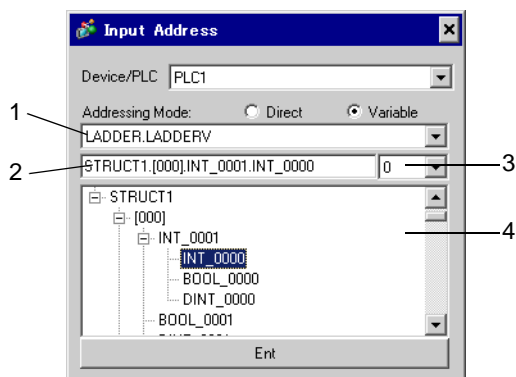 Input Address
Device/PLC PLC1
Addressing Mode: Direct Variable
1 LADDER.LADDERV
2 STRUCT1.[000].INT_0001.INT_0000 0 3
STRUCT1 4
[000]
INT_0001
INT_0000
BOOL_0000
DINT_0000
BOOL_0001
Ent